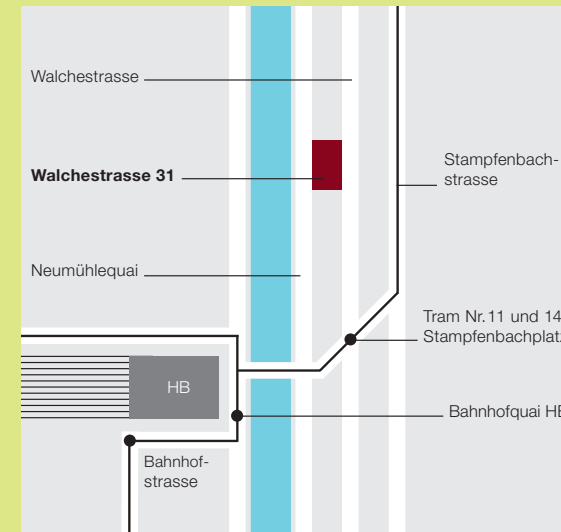 Walchestrasse
Walchestrasse 31
Stampfenbach-
strasse
Neumühlequai
Tram Nr. 11 und 14
Stampfenbachplatz
HB
Bahnhofquai HB
Bahnhof-
strasse